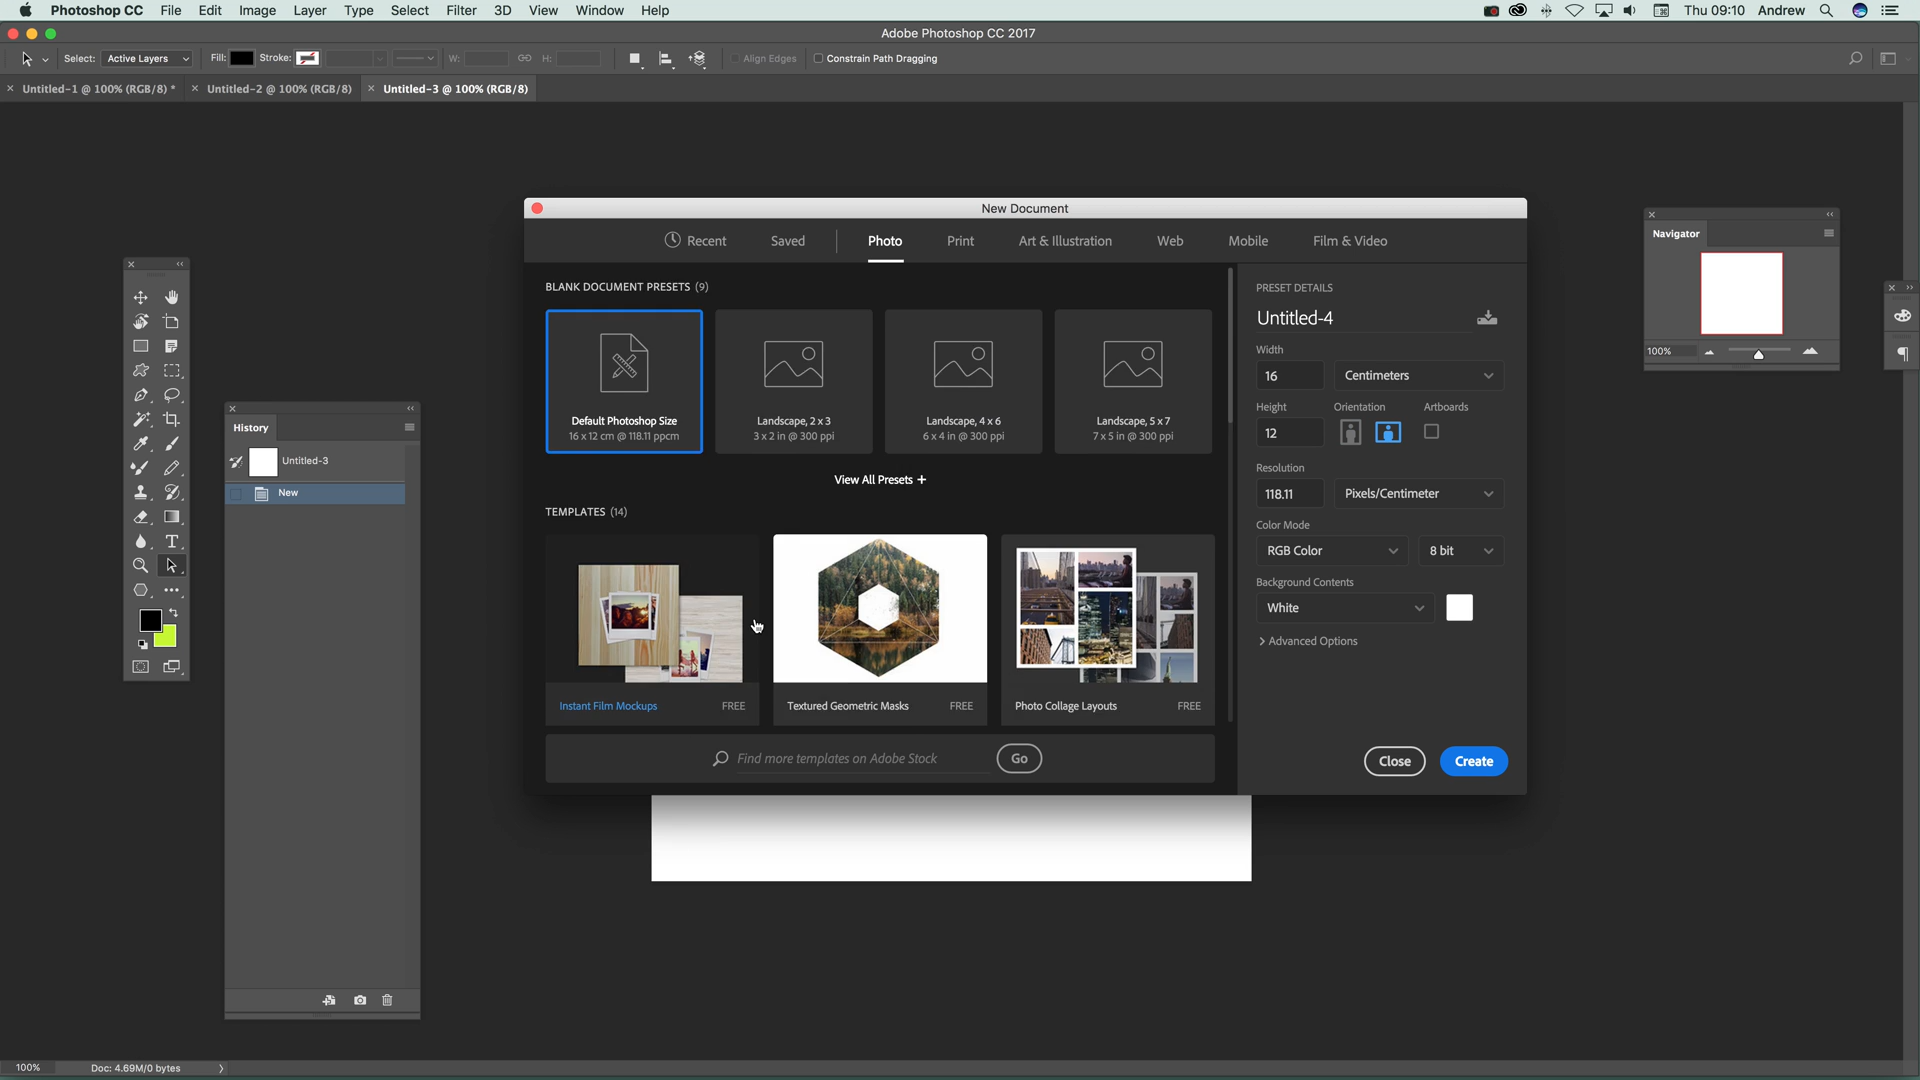 Photoshop CC File Edit Image Layer Type Select Filter 3D View Window Help Thu 09:10 Andrew
Adobe Photoshop CC 2017
Select: Active Layers Fill: Stroke: W: H: Align Edges Constrain Path Dragging
Untitled-1 @ 100% (RGB/8) * Untitled-2 @ 100% (RGB/8) Untitled-3 @ 100% (RGB/8)
New Document
Recent Saved Photo Print Art & Illustration Web Mobile Film & Video
Navigator
100%
BLANK DOCUMENT PRESETS (9)
Default Photoshop Size
16 x 12 cm @ 118.11 ppcm
Landscape, 2 x 3
3 x 2 in @ 300 ppi
Landscape, 4 x 6
6 x 4 in @ 300 ppi
Landscape, 5 x 7
7 x 5 in @ 300 ppi
View All Presets +
TEMPLATES (14)
Instant Film Mockups FREE
Textured Geometric Masks FREE
Photo Collage Layouts FREE
Find more templates on Adobe Stock Go
PRESET DETAILS
Untitled-4
Width
16 Centimeters
Height Orientation Artboards
12
Resolution
118.11 Pixels/Centimeter
Color Mode
RGB Color 8 bit
Background Contents
White
Advanced Options
Close Create
History
Untitled-3
New
100% Doc: 4.69M/0 bytes